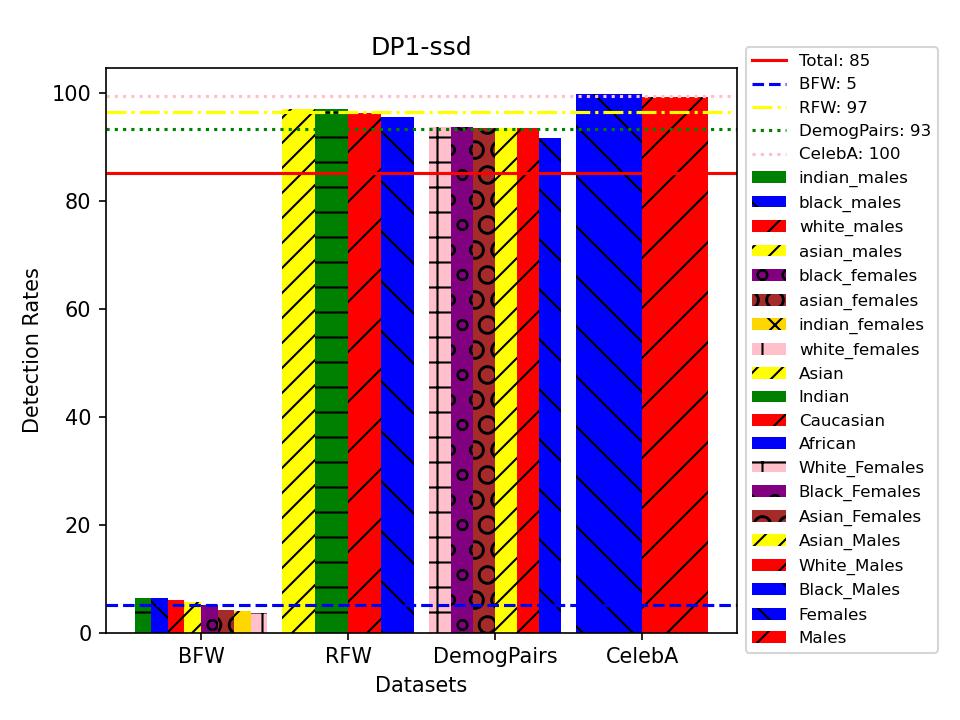 DP1-ssd
Detection Rates
100
80
60
40
20
0
BFW
RFW
DemogPairs
CelebA
Datasets
Total: 85
BFW: 5
RFW: 97
DemogPairs: 93
CelebA: 100
indian_males
black_males
white_males
asian_males
black_females
asian_females
indian_females
white_females
Asian
Indian
Caucasian
African
White_Females
Black_Females
Asian_Females
Asian_Males
White_Males
Black_Males
Females
Males